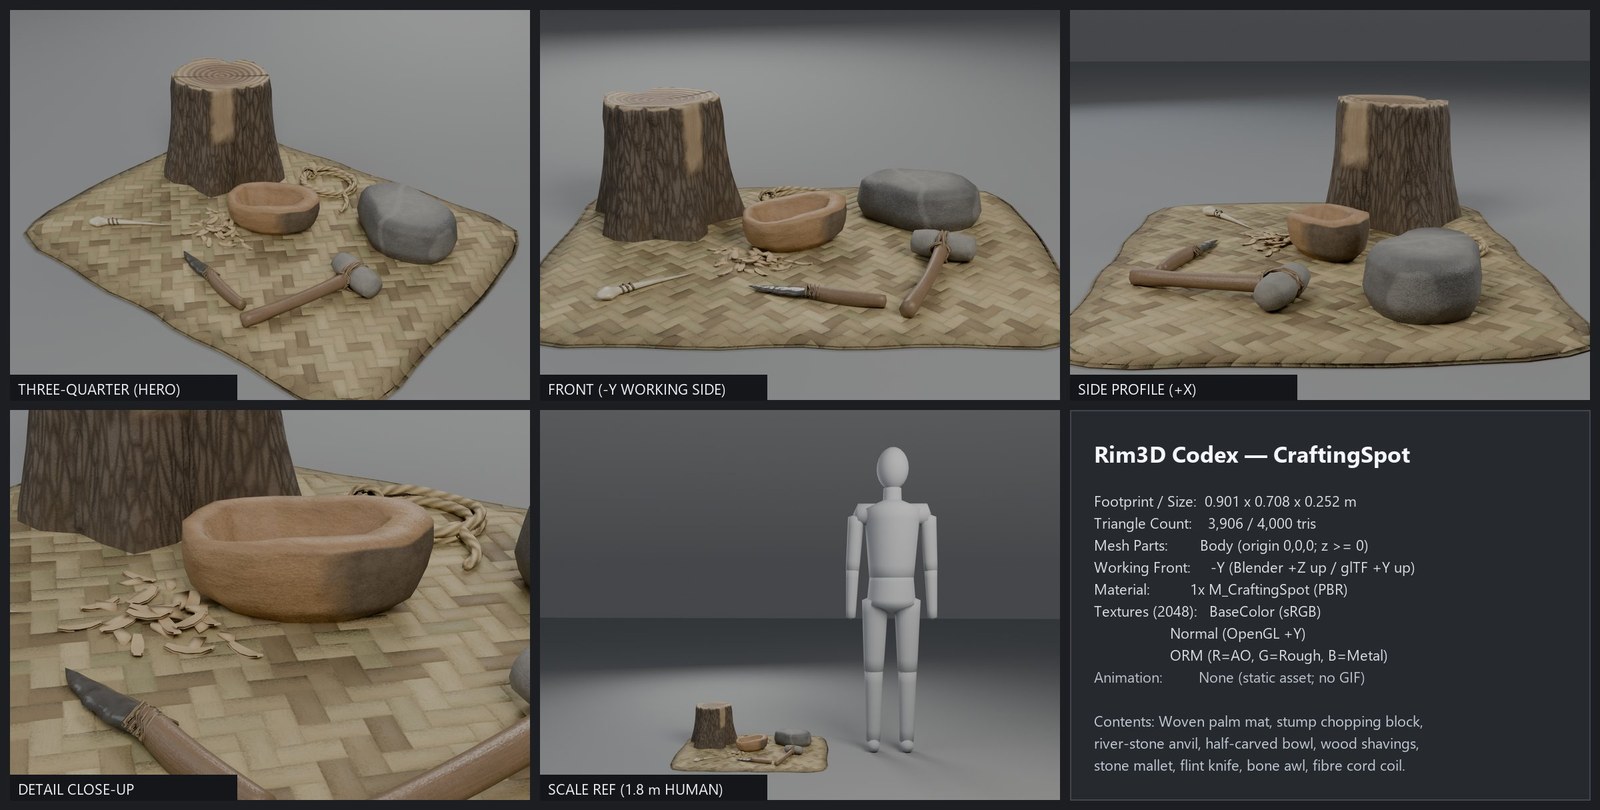 THREE-QUARTER (HERO)
FRONT (-Y WORKING SIDE)
SIDE PROFILE (+X)
DETAIL CLOSE-UP
SCALE REF (1.8 m HUMAN)
Rim3D Codex — CraftingSpot
Footprint / Size: 0.901 x 0.708 x 0.252 m
Triangle Count: 3,906 / 4,000 tris
Mesh Parts: Body (origin 0,0,0; z >= 0)
Working Front: -Y (Blender +Z up / glTF +Y up)
Material: 1x M_CraftingSpot (PBR)
Textures (2048): BaseColor (sRGB)
Normal (OpenGL +Y)
ORM (R=AO, G=Rough, B=Metal)
Animation: None (static asset; no GIF)
Contents: Woven palm mat, stump chopping block,
river-stone anvil, half-carved bowl, wood shavings,
stone mallet, flint knife, bone awl, fibre cord coil.